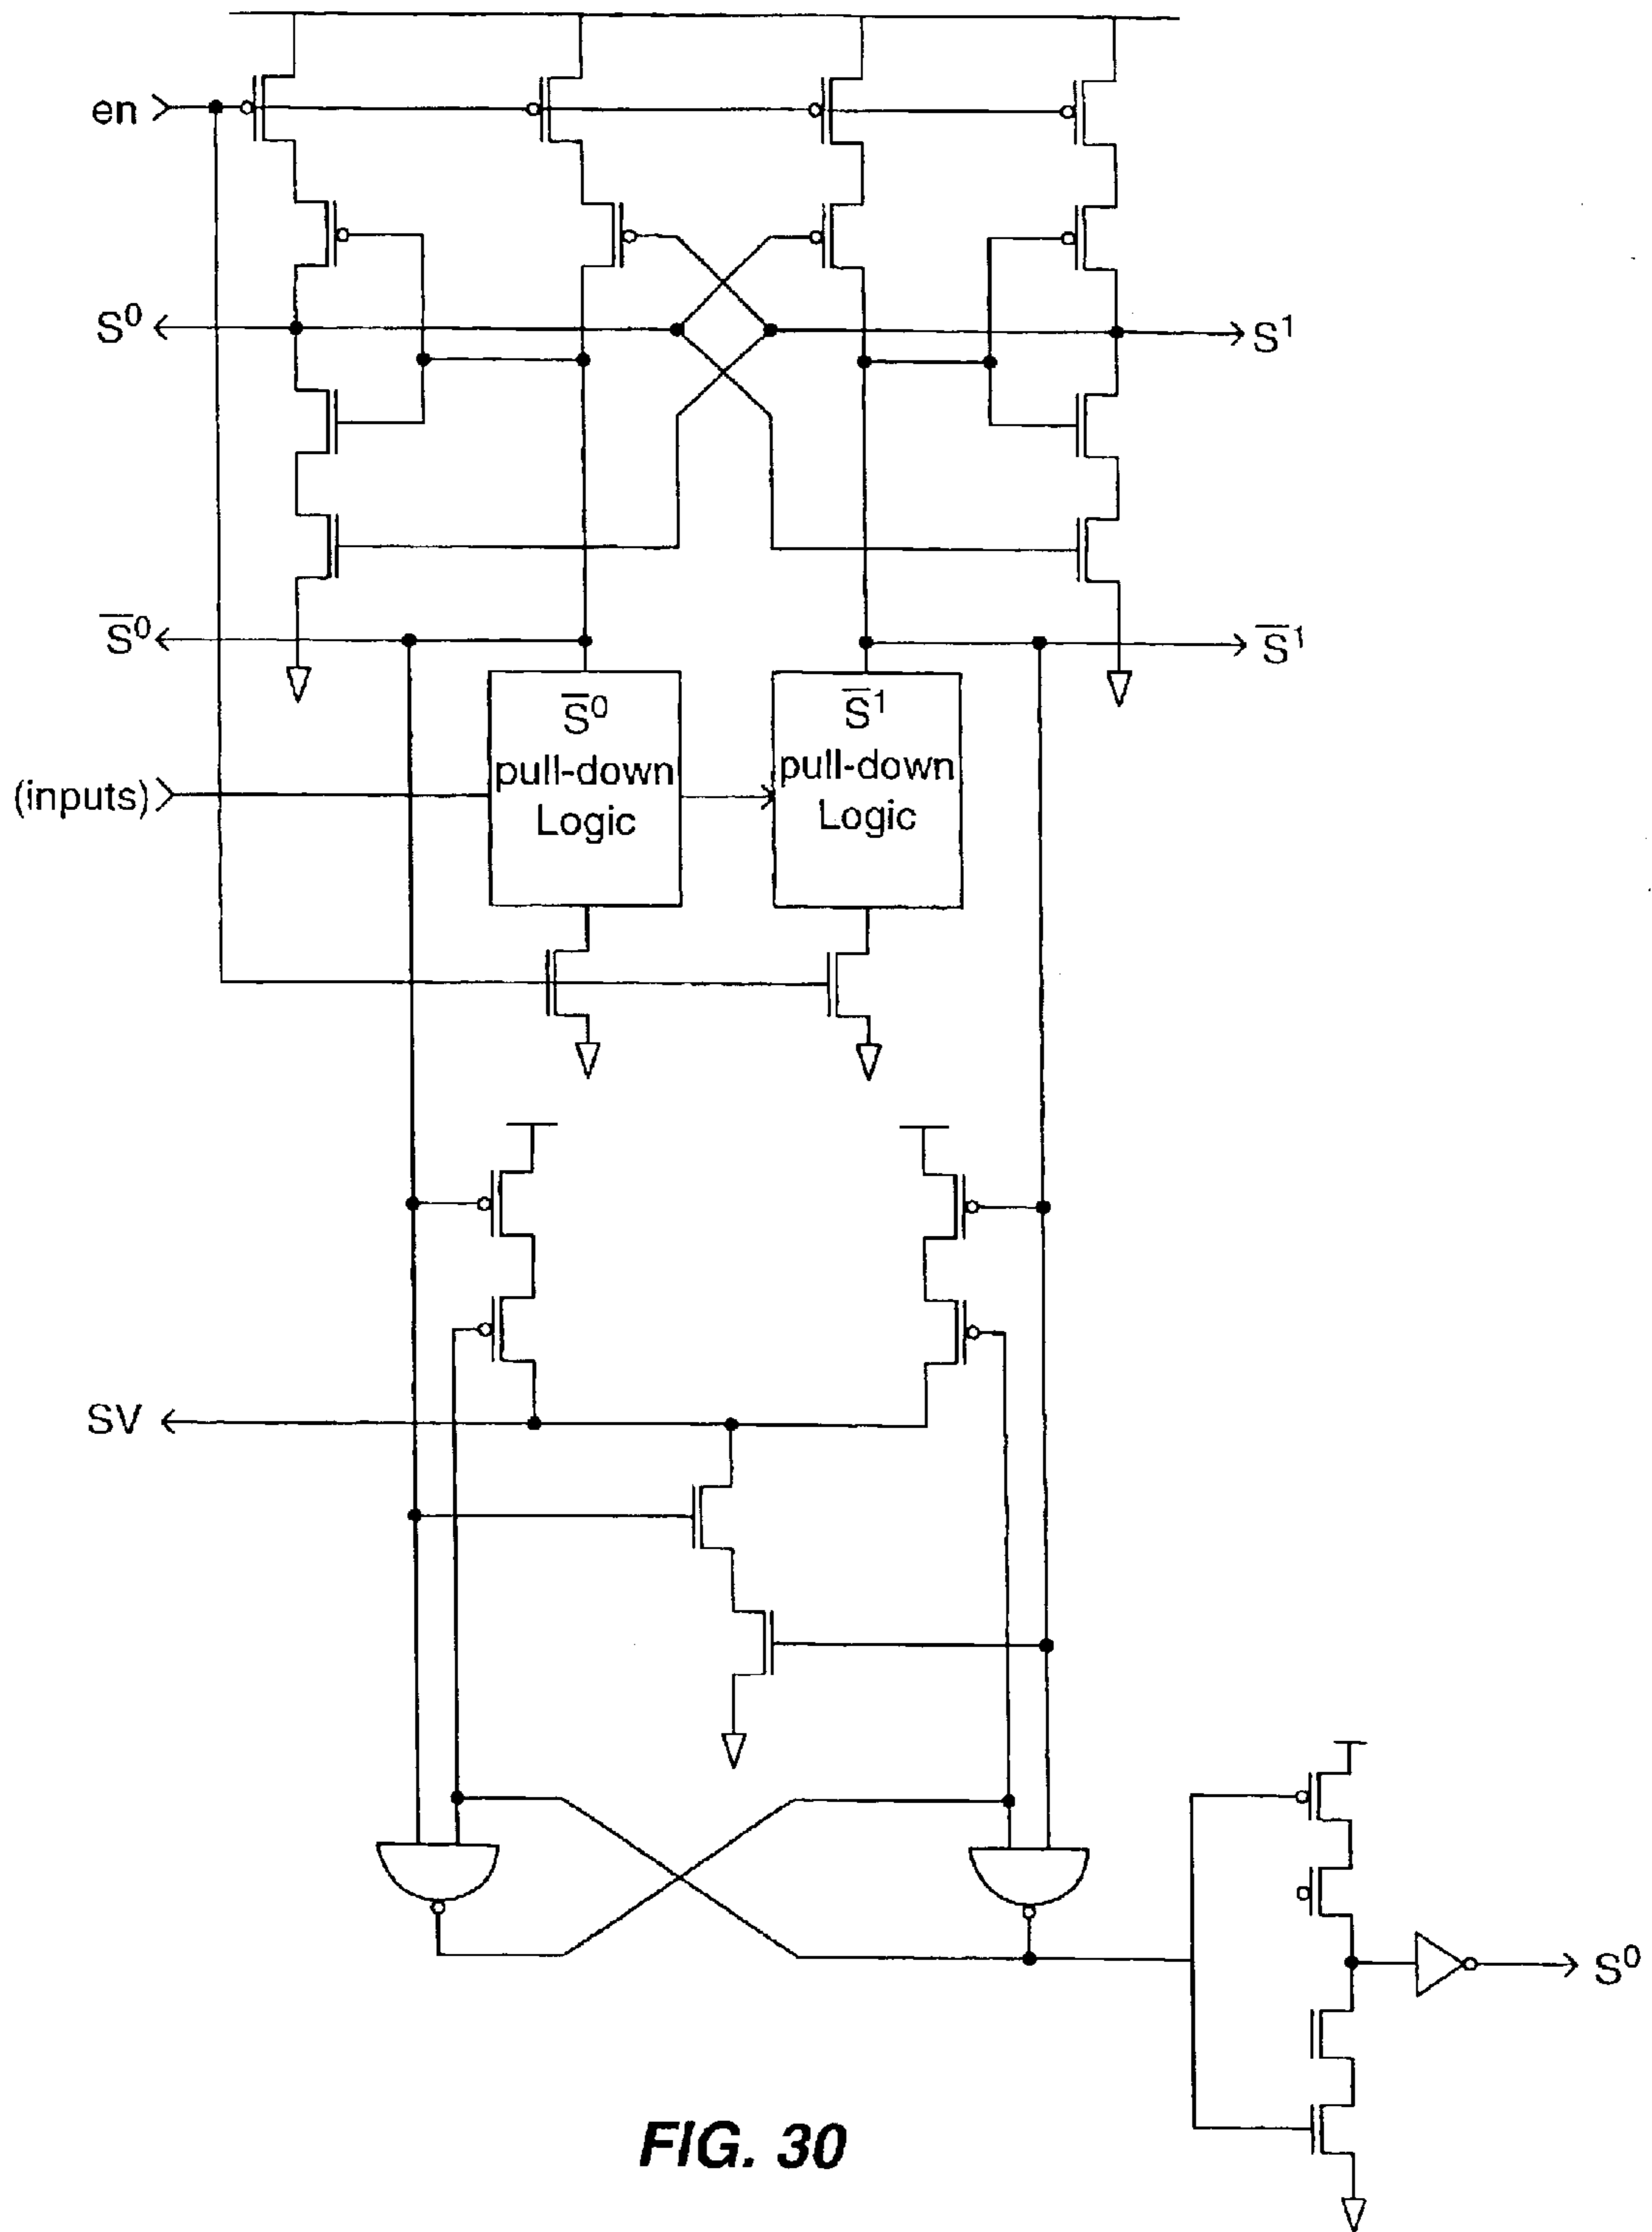 en
S⁰
S¹
S̅⁰
S̅¹
S̅⁰
pull-down
Logic
S̅¹
pull-down
Logic
(inputs)
SV
S⁰
FIG. 30